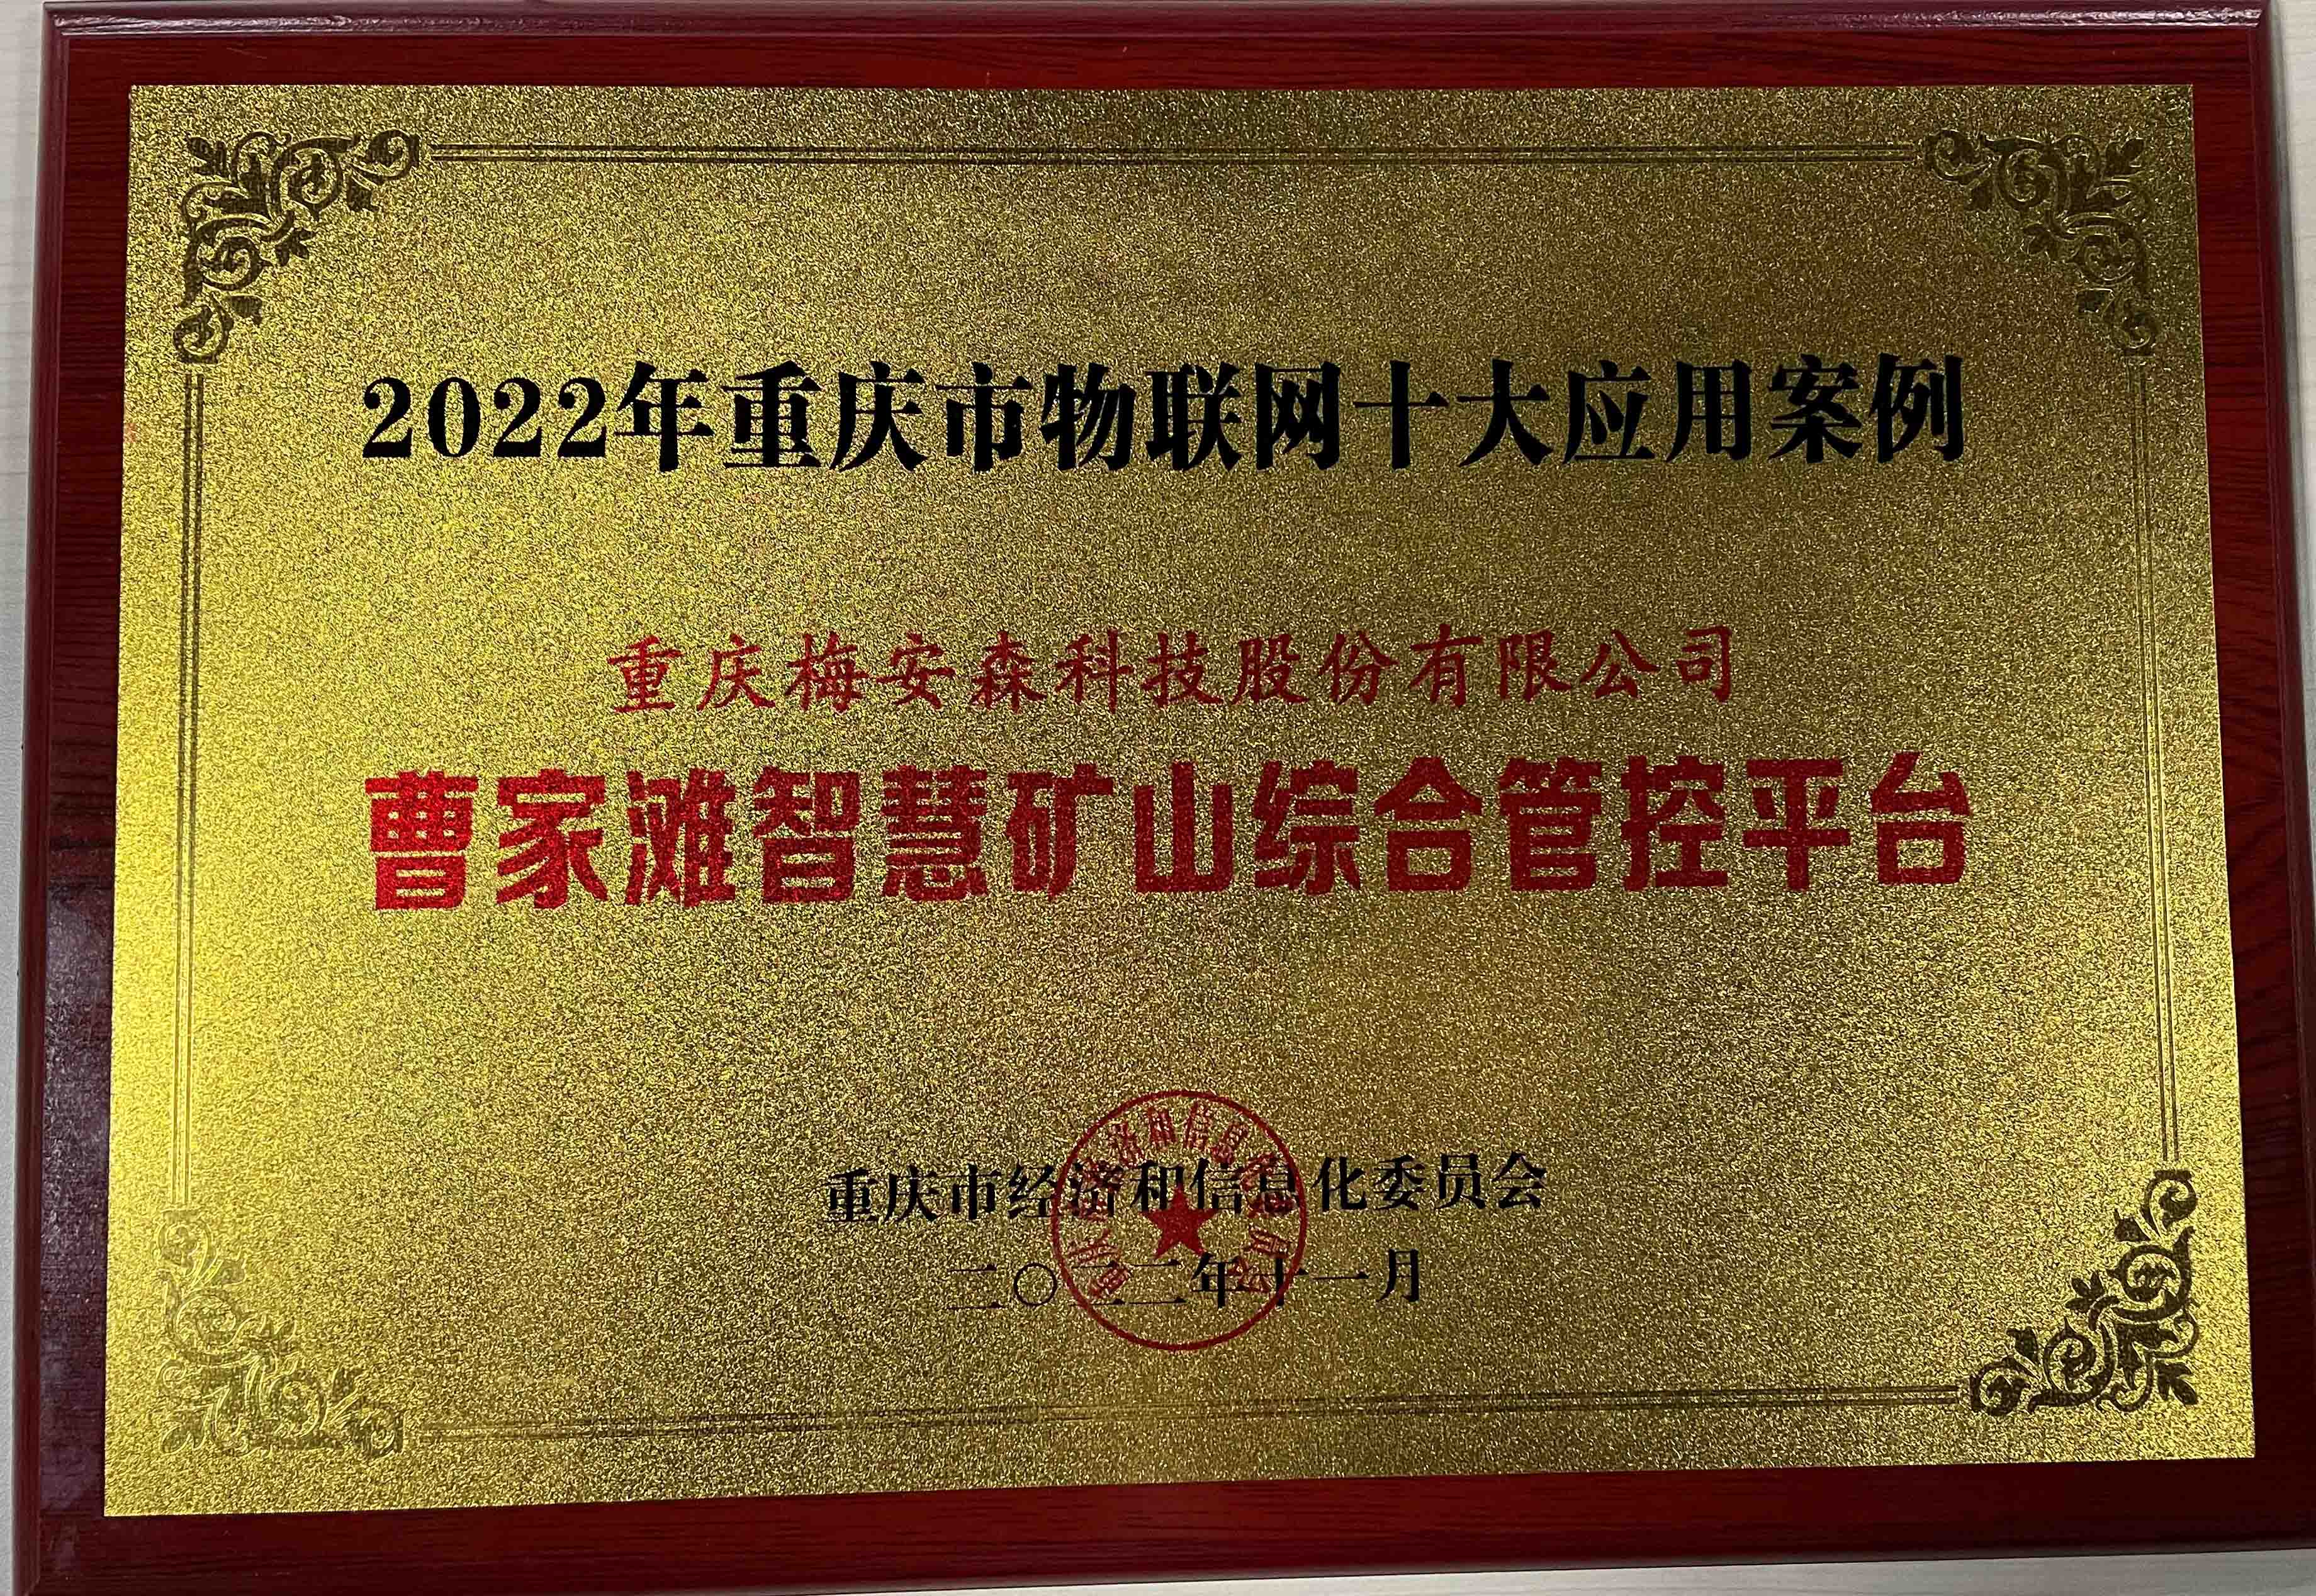 2022年重庆市物联网十大应用案例
重庆梅安森科技股份有限公司
曹家滩智慧矿山综合管控平台
重庆市经济和信息化委员会
二〇二二年十一月